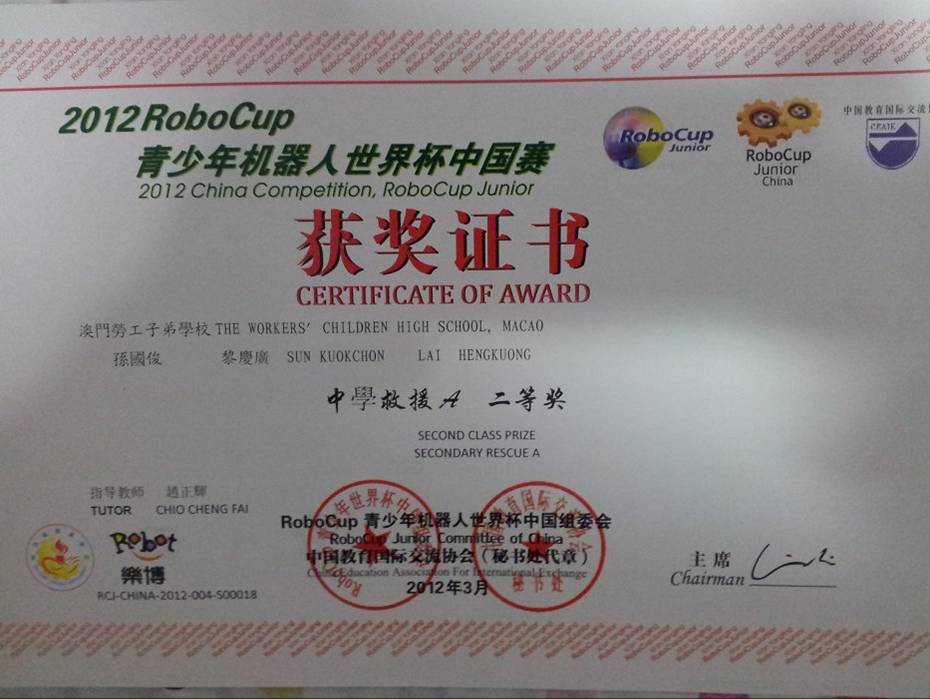 2012 RoboCup
青少年机器人世界杯中国赛
2012 China Competition, RoboCup Junior
RoboCup
Junior
RoboCup
Junior
China
中国教育国际交流
CEAIE
获奖证书
CERTIFICATE OF AWARD
澳門勞工子弟學校 THE WORKERS' CHILDREN HIGH SCHOOL, MACAO
孫國俊 黎慶廣 SUN KUOKCHON LAI HENGKUONG
中學救援A 二等奖
SECOND CLASS PRIZE
SECONDARY RESCUE A
指导教师 趙正輝
TUTOR CHIO CHENG FAI
Robot
樂博
RCJ-CHINA-2012-004-S00018
RoboCup 青少年机器人世界杯中国组委会
RoboCup Junior Committee of China
中国教育国际交流协会（秘书处代章）
China Education Association For International Exchange
2012年3月
秘书处
主席
Chairman